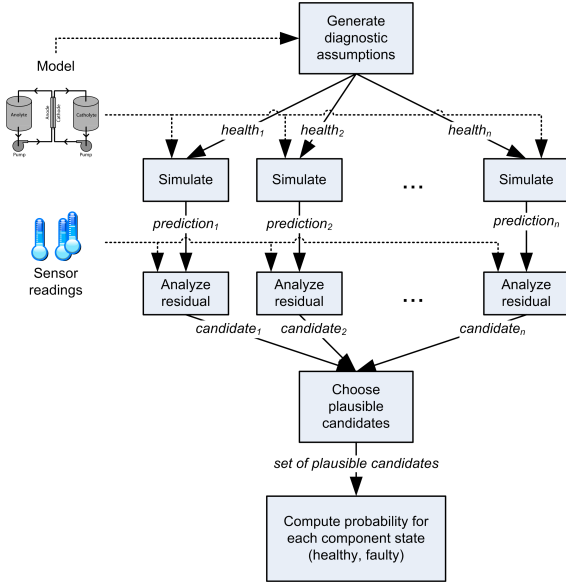 Generate
diagnostic
assumptions
Model
Analyte
Anode
Cathode
Catholyte
Pump
Pump
health1
health2
healthn
Simulate
Simulate
...
Simulate
prediction1
prediction2
predictionn
Sensor
readings
Analyze
residual
Analyze
residual
...
Analyze
residual
candidate1
candidate2
candidaten
Choose
plausible
candidates
set of plausible candidates
Compute probability for
each component state
(healthy, faulty)